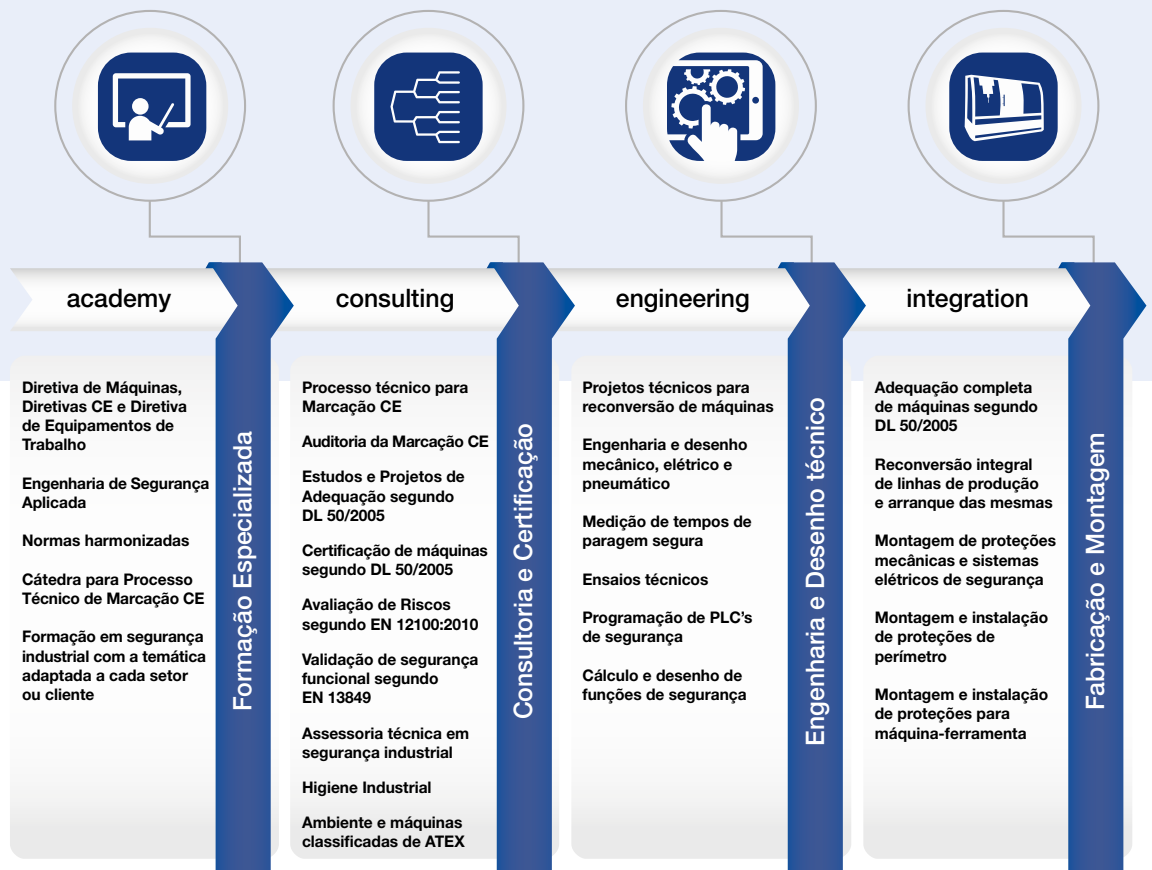 academy
Formação Especializada
Diretiva de Máquinas,
Diretivas CE e Diretiva
de Equipamentos de
Trabalho
Engenharia de Segurança
Aplicada
Normas harmonizadas
Cátedra para Processo
Técnico de Marcação CE
Formação em segurança
industrial com a temática
adaptada a cada setor
ou cliente
consulting
Consultoria e Certificação
Processo técnico para
Marcação CE
Auditoria da Marcação CE
Estudos e Projetos de
Adequação segundo
DL 50/2005
Certificação de máquinas
segundo DL 50/2005
Avaliação de Riscos
segundo EN 12100:2010
Validação de segurança
funcional segundo
EN 13849
Assessoria técnica em
segurança industrial
Higiene Industrial
Ambiente e máquinas
classificadas de ATEX
engineering
Engenharia e Desenho técnico
Projetos técnicos para
reconversão de máquinas
Engenharia e desenho
mecânico, elétrico e
pneumático
Medição de tempos de
paragem segura
Ensaios técnicos
Programação de PLC's
de segurança
Cálculo e desenho de
funções de segurança
integration
Fabricação e Montagem
Adequação completa
de máquinas segundo
DL 50/2005
Reconversão integral
de linhas de produção
e arranque das mesmas
Montagem de proteções
mecânicas e sistemas
elétricos de segurança
Montagem e instalação
de proteções de
perímetro
Montagem e instalação
de proteções para
máquina-ferramenta